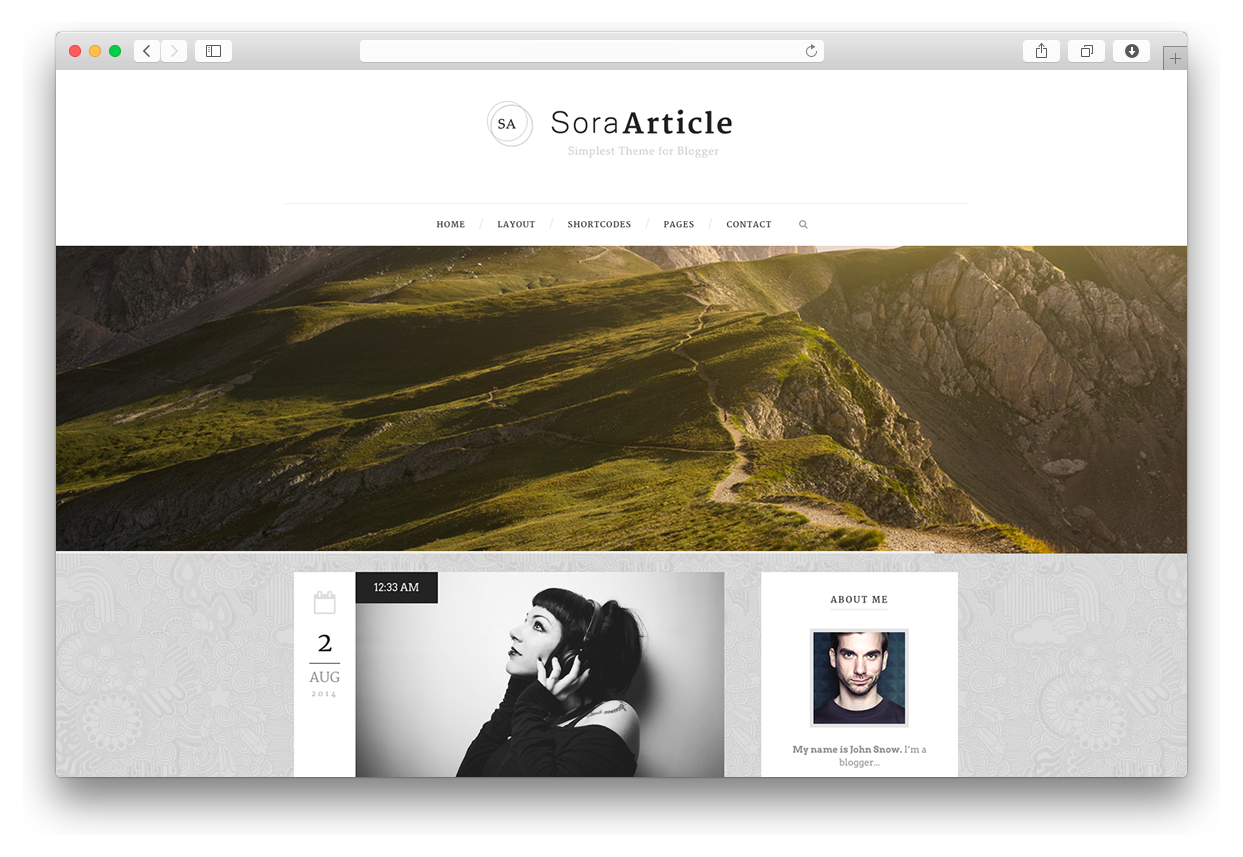 SA
SoraArticle
Simplest Theme for Blogger
HOME / LAYOUT / SHORTCODES / PAGES / CONTACT
12:33 AM
2
AUG
2014
ABOUT ME
My name is John Snow. I'm a
blogger...